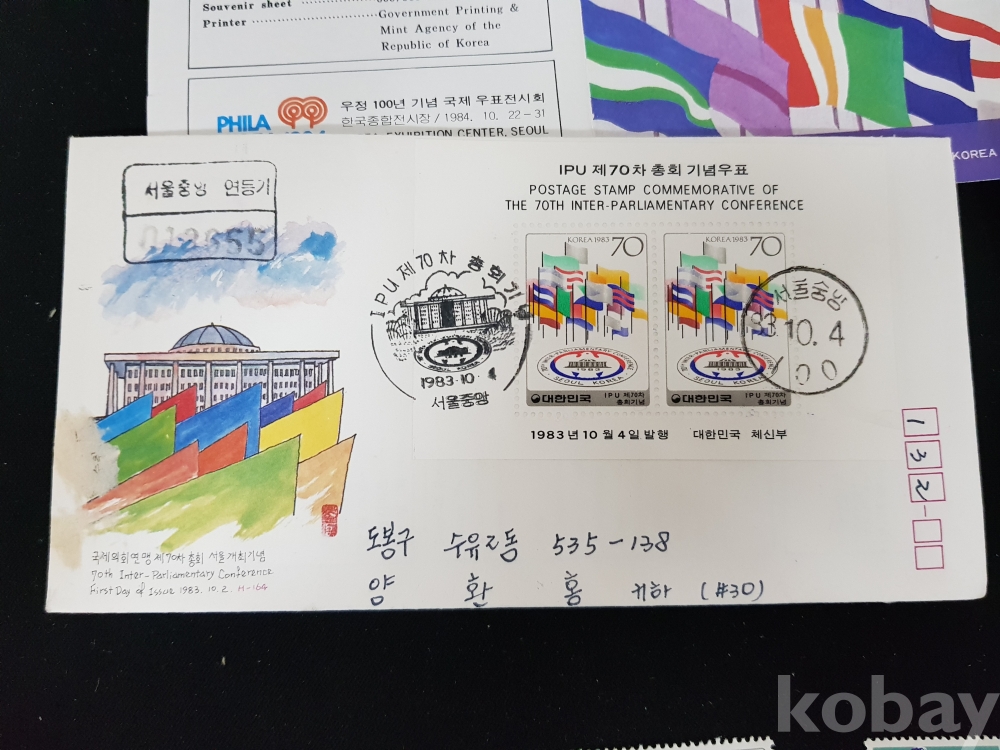 Souvenir sheet
Printer Government Printing &
Mint Agency of the
Republic of Korea
PHILA
우정 100년 기념 국제 우표전시회
한국종합전시장 / 1984. 10. 22-31
EXHIBITION CENTER, SEOUL
KOREA
서울중앙 연등기
IPU 제70차 총회 기념우표
POSTAGE STAMP COMMEMORATIVE OF
THE 70TH INTER-PARLIAMENTARY CONFERENCE
KOREA 1983 70
KOREA 1983 70
IPU 제70차 총회기
1983.10.4
서울중앙
서울중앙
83.10.4
1983
SEOUL KOREA
1983
SEOUL KOREA
대한민국 IPU 제70차
총회기념
대한민국 IPU 제70차
총회기념
1983년 10월 4일 발행 대한민국 체신부
132-
도봉구 수유2동 535-138
양 환 홍 귀하 (#30)
국제의회연맹 제70차 총회 서울개최기념
70th Inter-Parliamentary Conference
First Day of Issue 1983. 10. 2. H-164
kobay